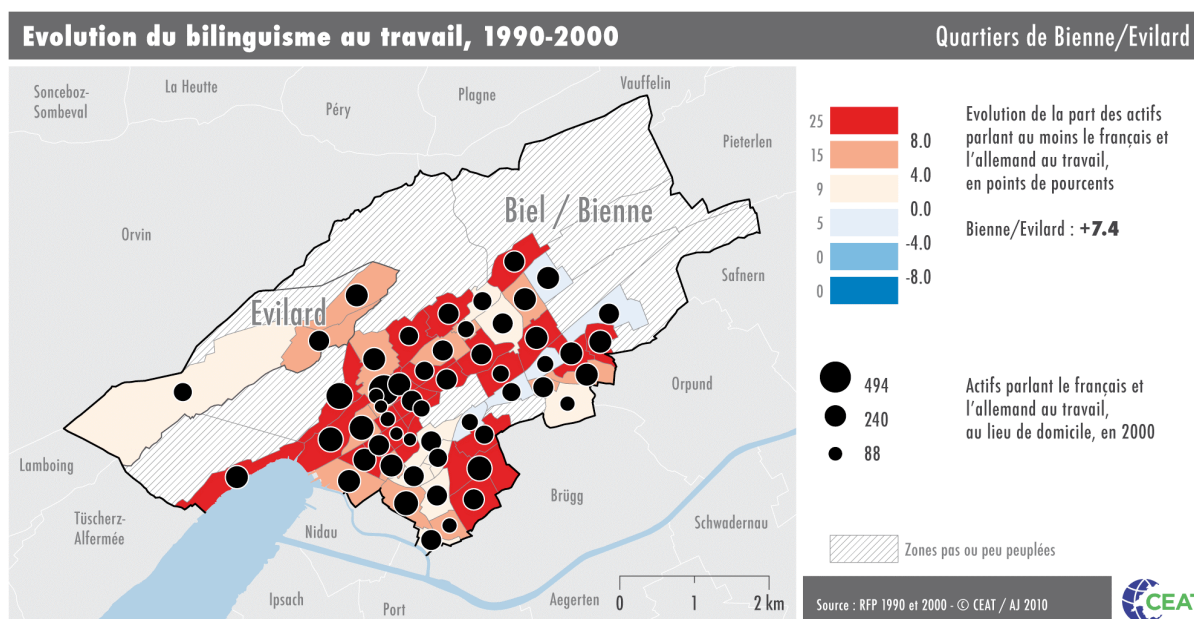 Evolution du bilinguisme au travail, 1990-2000
Quartiers de Bienne/Evilard
Sonceboz-
Sombeval
La Heutte
Péry
Plagne
Vauffelin
Pieterlen
Orvin
Biel / Bienne
Safnern
Evilard
Orpund
Lamboing
Brügg
Tüscherz-
Alfermée
Nidau
Schwadernau
Ipsach
Port
Aegerten
0 1 2 km
25
15
9
5
0
0
8.0
4.0
0.0
-4.0
-8.0
Evolution de la part des actifs
parlant au moins le français et
l'allemand au travail,
en points de pourcents
Bienne/Evilard : +7.4
494
240
88
Actifs parlant le français et
l'allemand au travail,
au lieu de domicile, en 2000
Zones pas ou peu peuplées
Source : RFP 1990 et 2000 - © CEAT / AJ 2010
CEAT